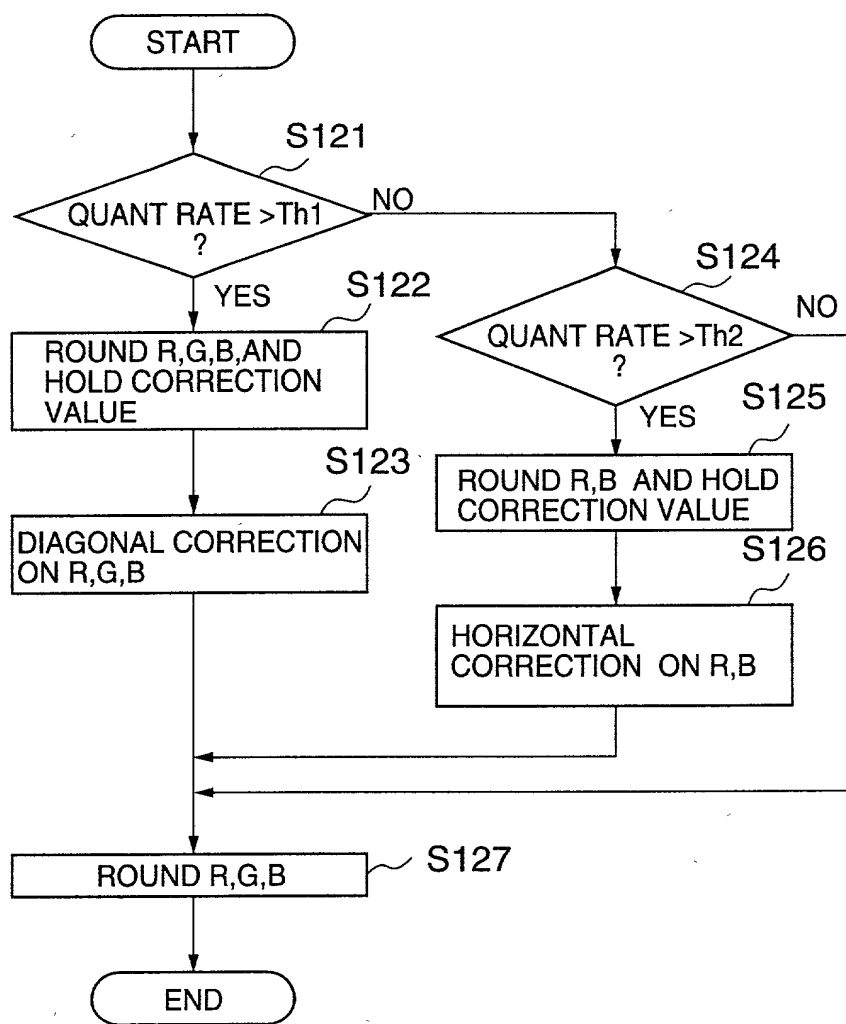 START
S121
QUANT RATE >Th1
?
NO
YES
S122
ROUND R,G,B,AND
HOLD CORRECTION
VALUE
S123
DIAGONAL CORRECTION
ON R,G,B
S124
QUANT RATE >Th2
?
NO
YES
S125
ROUND R,B AND HOLD
CORRECTION VALUE
S126
HORIZONTAL
CORRECTION ON R,B
ROUND R,G,B
S127
END